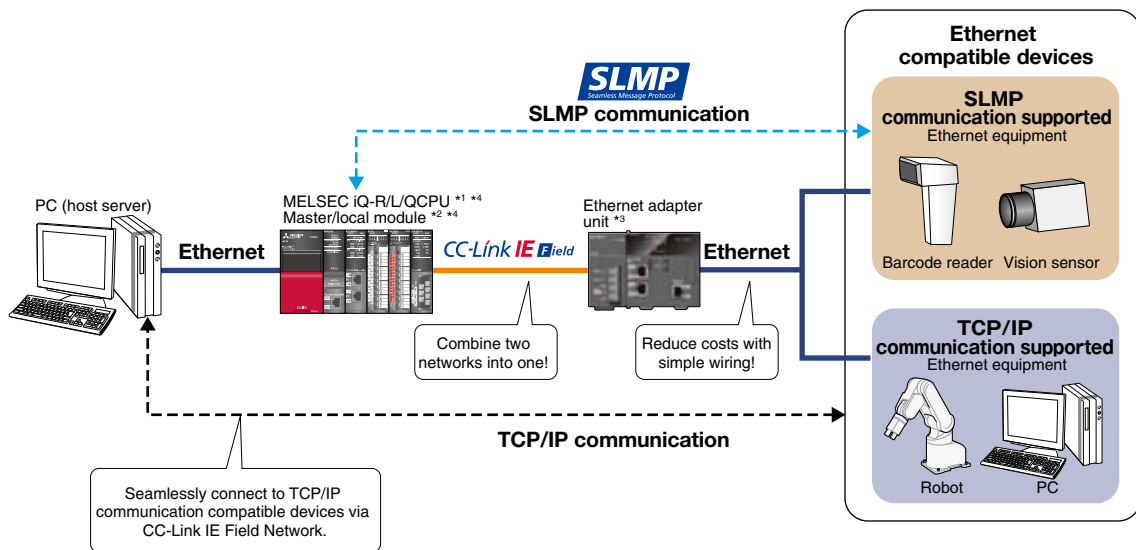 Ethernet
compatible devices
SLMP
Seamless Message Protocol
SLMP communication
SLMP
communication supported
Ethernet equipment
Barcode reader
Vision sensor
PC (host server)
Ethernet
MELSEC iQ-R/L/QCPU *1 *4
Master/local module *2 *4
CC-Link IE Field
Ethernet adapter
unit *3
Ethernet
Combine two
networks into one!
Reduce costs with
simple wiring!
TCP/IP
communication supported
Ethernet equipment
Robot
PC
TCP/IP communication
Seamlessly connect to TCP/IP
communication compatible devices via
CC-Link IE Field Network.